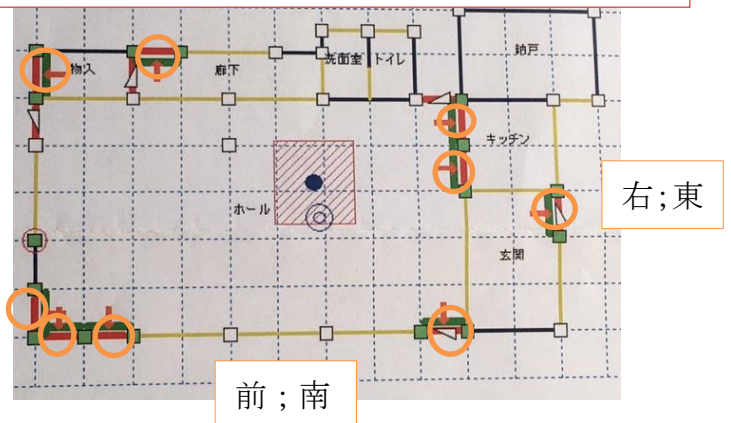 納戸
洗面室 トイレ
物入
廊下
キッチン
右;東
ホール
玄関
前;南